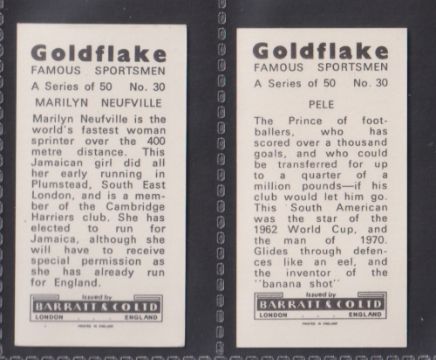 Goldflake
FAMOUS SPORTSMEN
A Series of 50 No. 30
MARILYN NEUFVILLE
Marilyn Neufville is the
world's fastest woman
sprinter over the 400
metre distance. This
Jamaican girl did all
her early running in
Plumstead, South East
London, and is a mem-
ber of the Cambridge
Harriers club. She has
elected to run for
Jamaica, although she
will have to receive
special permission as
she has already run
for England.
Issued by
BARRATT & CO LTD
LONDON ENGLAND
PRINTED IN ENGLAND
Goldflake
FAMOUS SPORTSMEN
A Series of 50 No. 30
PELE
The Prince of foot-
ballers, who has
scored over a thousand
goals, and who could
be transferred for up
to a quarter of a
million pounds—if his
club would let him go.
This South American
was the star of the
1962 World Cup, and
the man of 1970.
Glides through defen-
ces like an eel, and
the inventor of the
"banana shot"
Issued by
BARRATT & CO LTD
LONDON ENGLAND
PRINTED IN ENGLAND